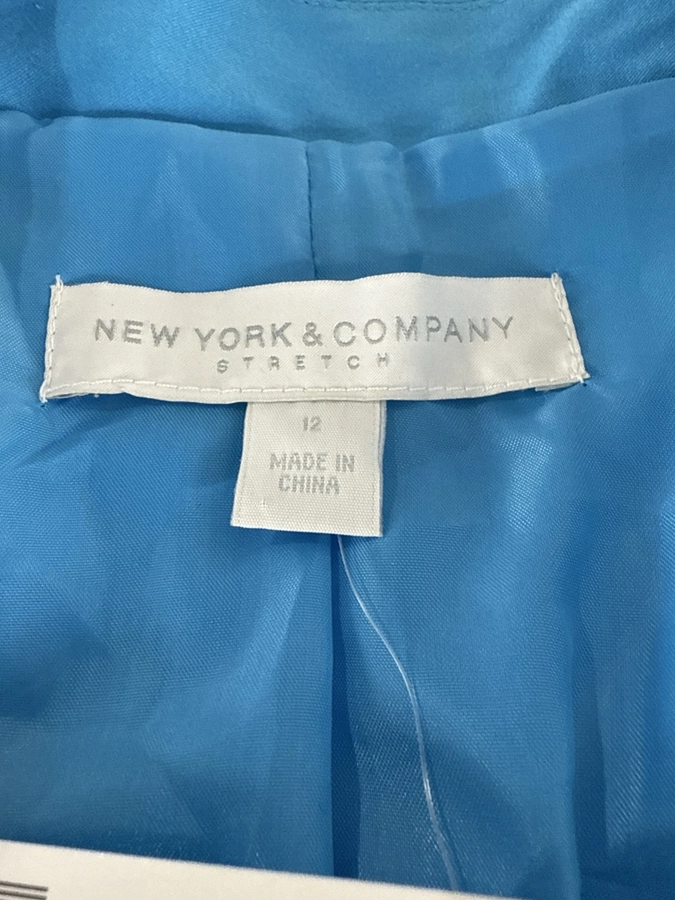 NEW YORK & COMPANY
STRETCH
12
MADE IN
CHINA